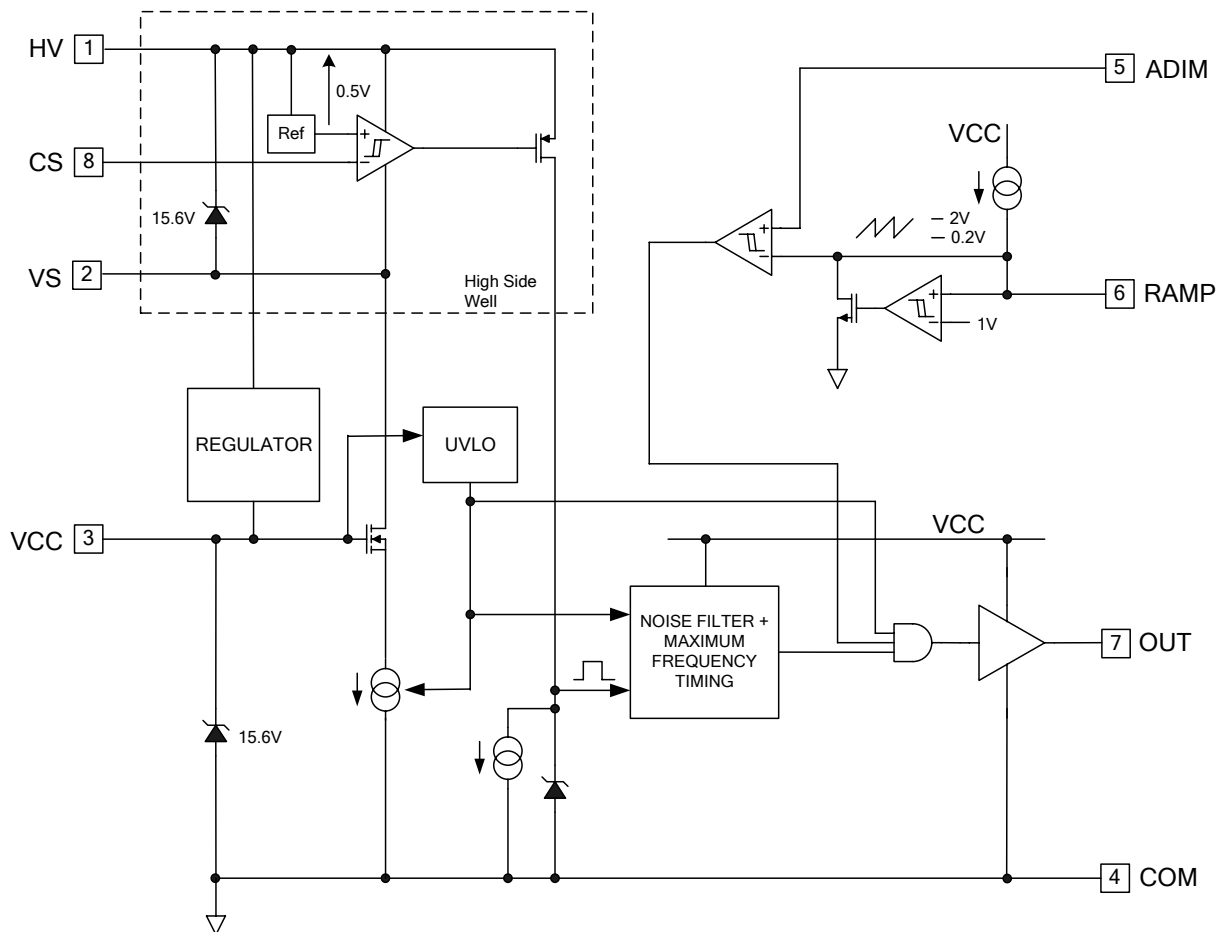 HV 1
0.5V
Ref
+
−
CS 8
15.6V
VS 2
High Side
Well
5 ADIM
VCC
+
−
– 2V
– 0.2V
+
−
1V
6 RAMP
REGULATOR
UVLO
VCC 3
VCC
NOISE FILTER +
MAXIMUM
FREQUENCY
TIMING
7 OUT
15.6V
4 COM